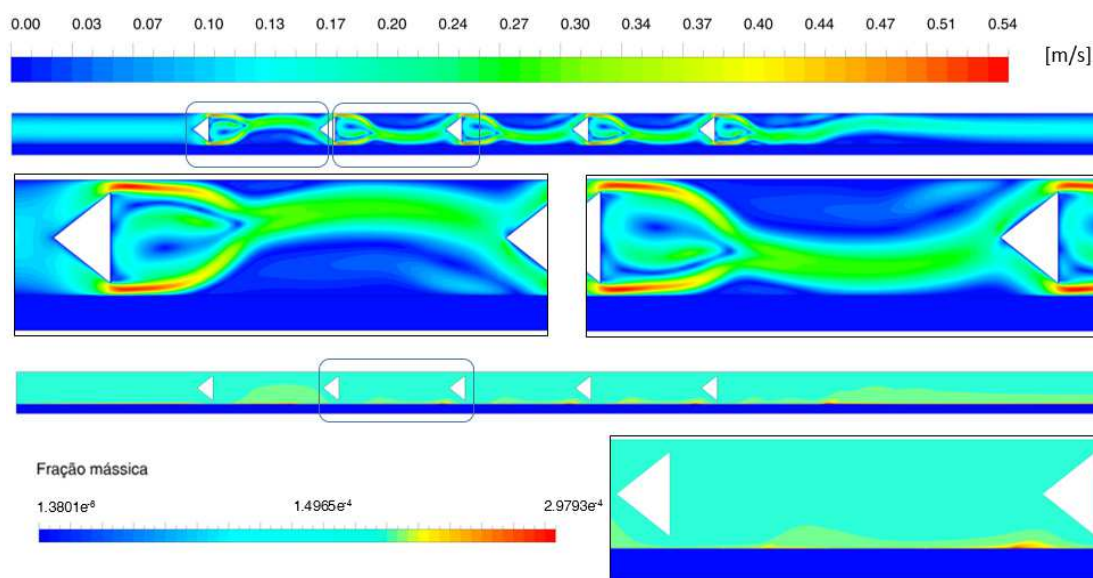 0.00 0.03 0.07 0.10 0.13 0.17 0.20 0.24 0.27 0.30 0.34 0.37 0.40 0.44 0.47 0.51 0.54
[m/s]
Fração mássica
1.3801e⁻⁶ 1.4965e⁻⁴ 2.9793e⁻⁴